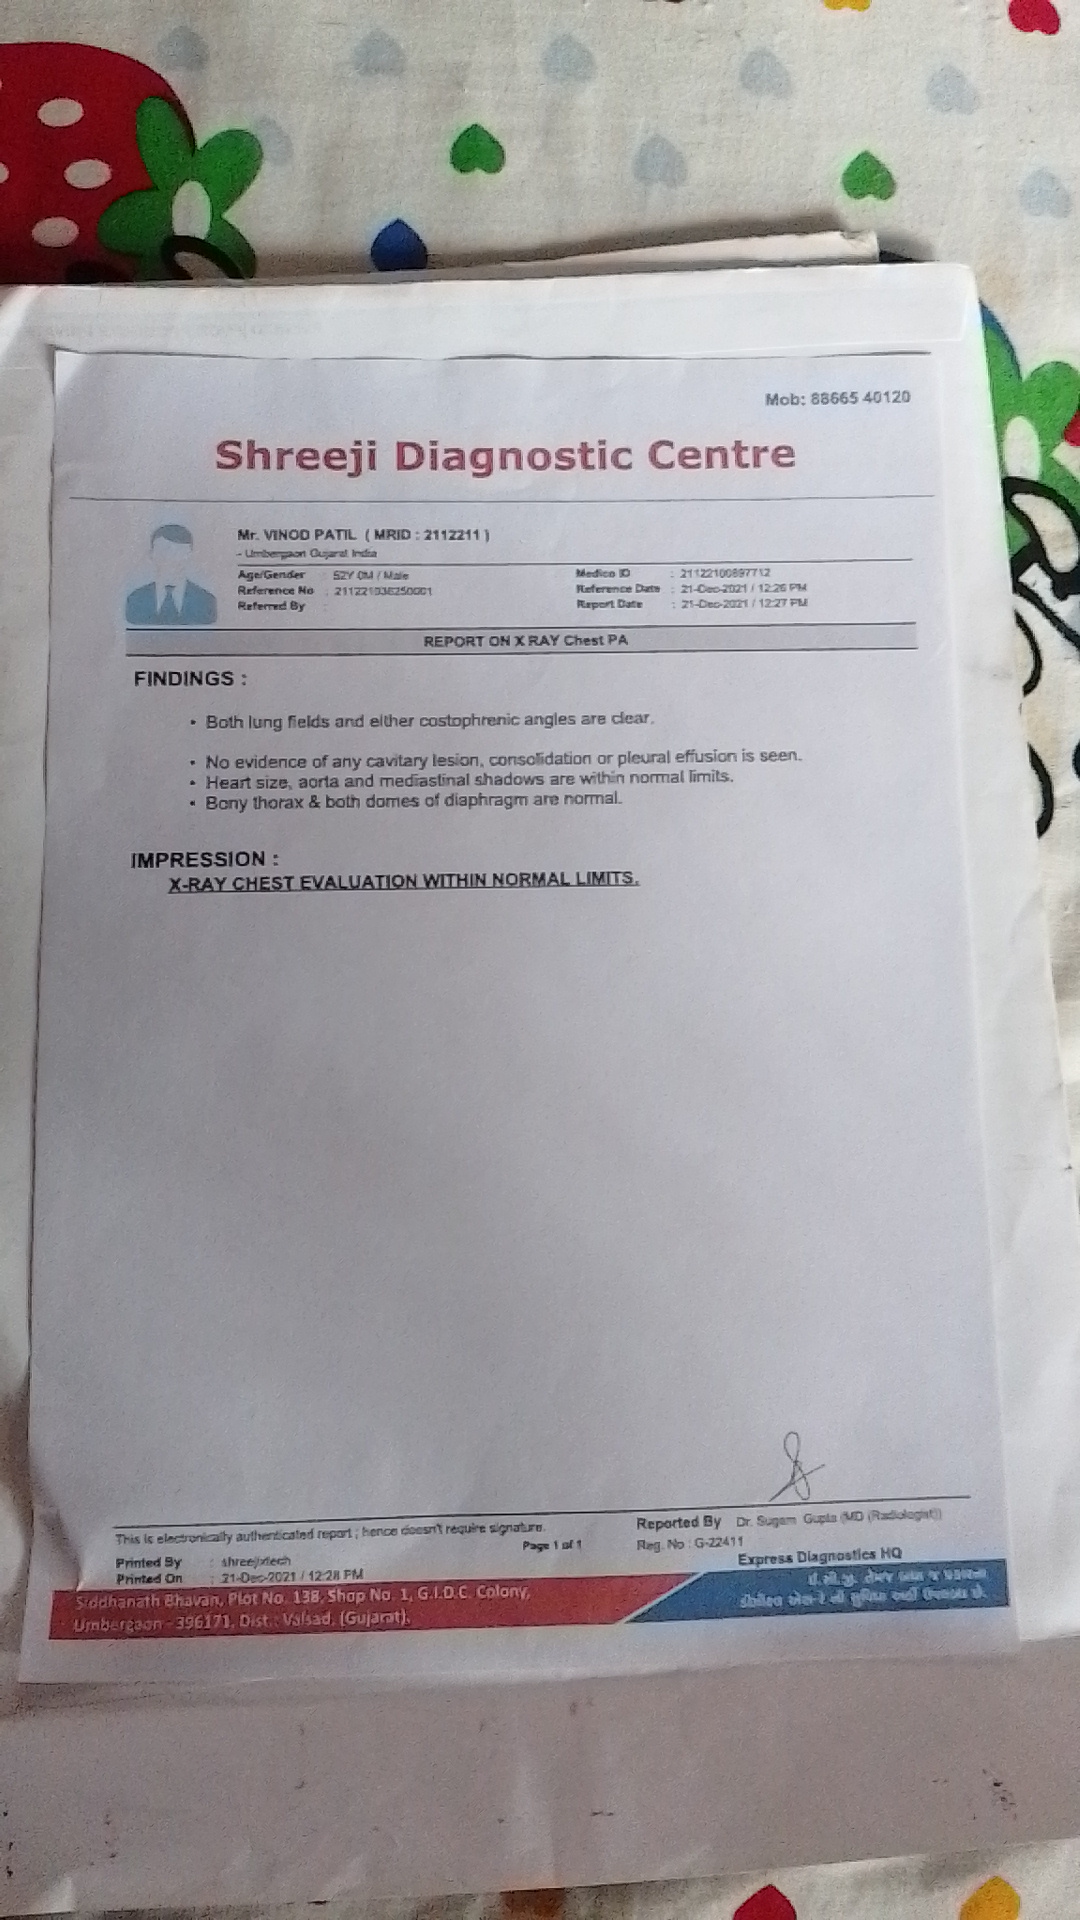 Mob: 88665 40120
Shreeji Diagnostic Centre
Mr. VINOD PATIL ( MRID : 2112211 )
- Umbergaon Gujarat India
Age/Gender : 52Y 0M / Male
Medico ID : 21122100897712
Reference No : 211221036250001
Reference Date : 21-Dec-2021 / 12:26 PM
Referred By :
Report Date : 21-Dec-2021 / 12:27 PM
REPORT ON X RAY Chest PA
FINDINGS :
• Both lung fields and either costophrenic angles are clear.
• No evidence of any cavitary lesion, consolidation or pleural effusion is seen.
• Heart size, aorta and mediastinal shadows are within normal limits.
• Bony thorax & both domes of diaphragm are normal.
IMPRESSION :
X-RAY CHEST EVALUATION WITHIN NORMAL LIMITS.
This is electronically authenticated report ; hence doesn't require signature.
Page 1 of 1
Reported By Dr. Sugam Gupta (MD (Radiologist))
Reg. No : G-22411
Express Diagnostics HQ
Printed By : shreejixtech
Printed On : 21-Dec-2021 / 12:28 PM
Siddhanath Bhavan, Plot No. 138, Shop No. 1, G.I.D.C. Colony,
Umbergaon - 396171. Dist.: Valsad. (Gujarat).